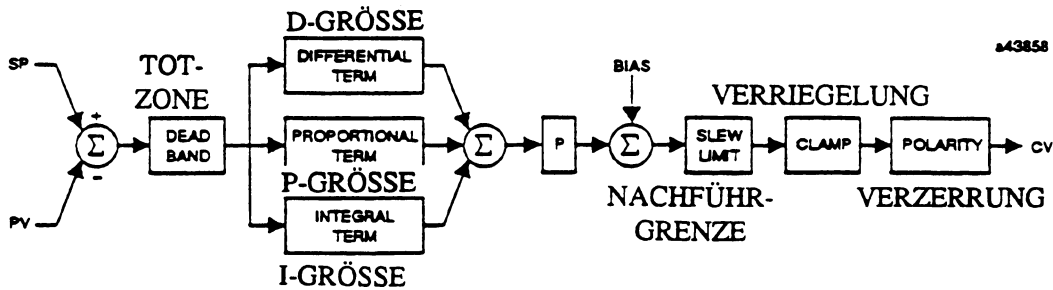 D-GRÖSSE
a43858
SP
TOT-
ZONE
DIFFERENTIAL
TERM
BIAS
VERRIEGELUNG
+
Σ
-
DEAD
BAND
PROPORTIONAL
TERM
Σ
P
Σ
SLEW
LIMIT
CLAMP
POLARITY
CV
P-GRÖSSE
NACHFÜHR-
GRENZE
VERZERRUNG
PV
INTEGRAL
TERM
I-GRÖSSE